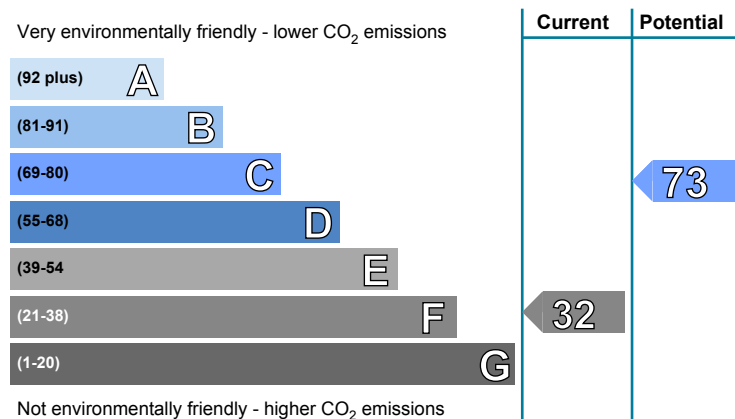 Very environmentally friendly - lower CO₂ emissions
Current
Potential
(92 plus) A
(81-91) B
(69-80) C
73
(55-68) D
(39-54 E
(21-38) F
32
(1-20) G
Not environmentally friendly - higher CO₂ emissions